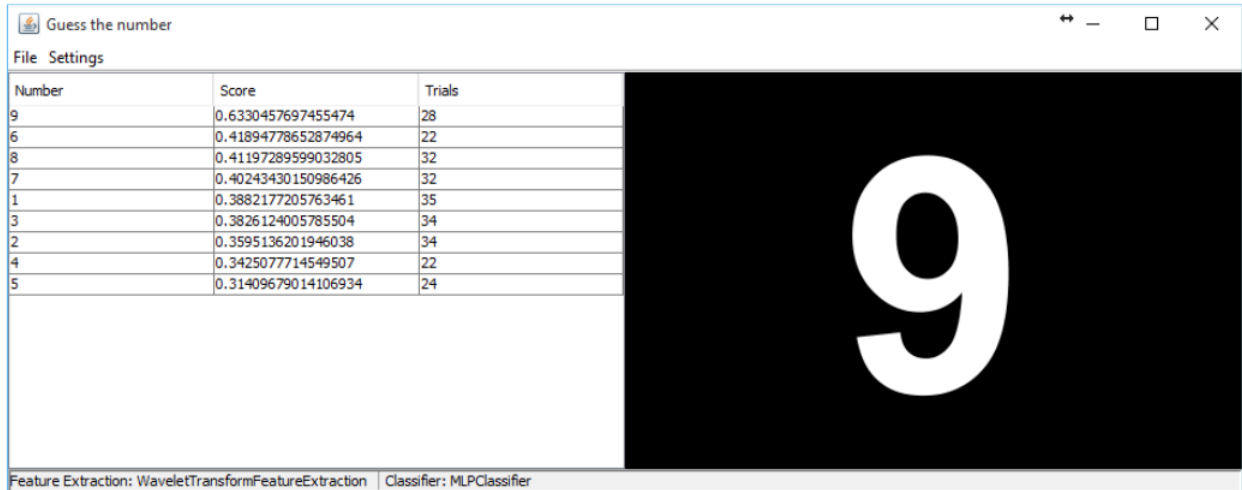 Guess the number
File Settings
Number Score Trials
9 0.6330457697455474 28
6 0.41894778652874964 22
8 0.41197289599032805 32
7 0.40243430150986426 32
1 0.3882177205763461 35
3 0.3826124005785504 34
2 0.3595136201946038 34
4 0.3425077714549507 22
5 0.31409679014106934 24
9
Feature Extraction: WaveletTransformFeatureExtraction Classifier: MLPClassifier